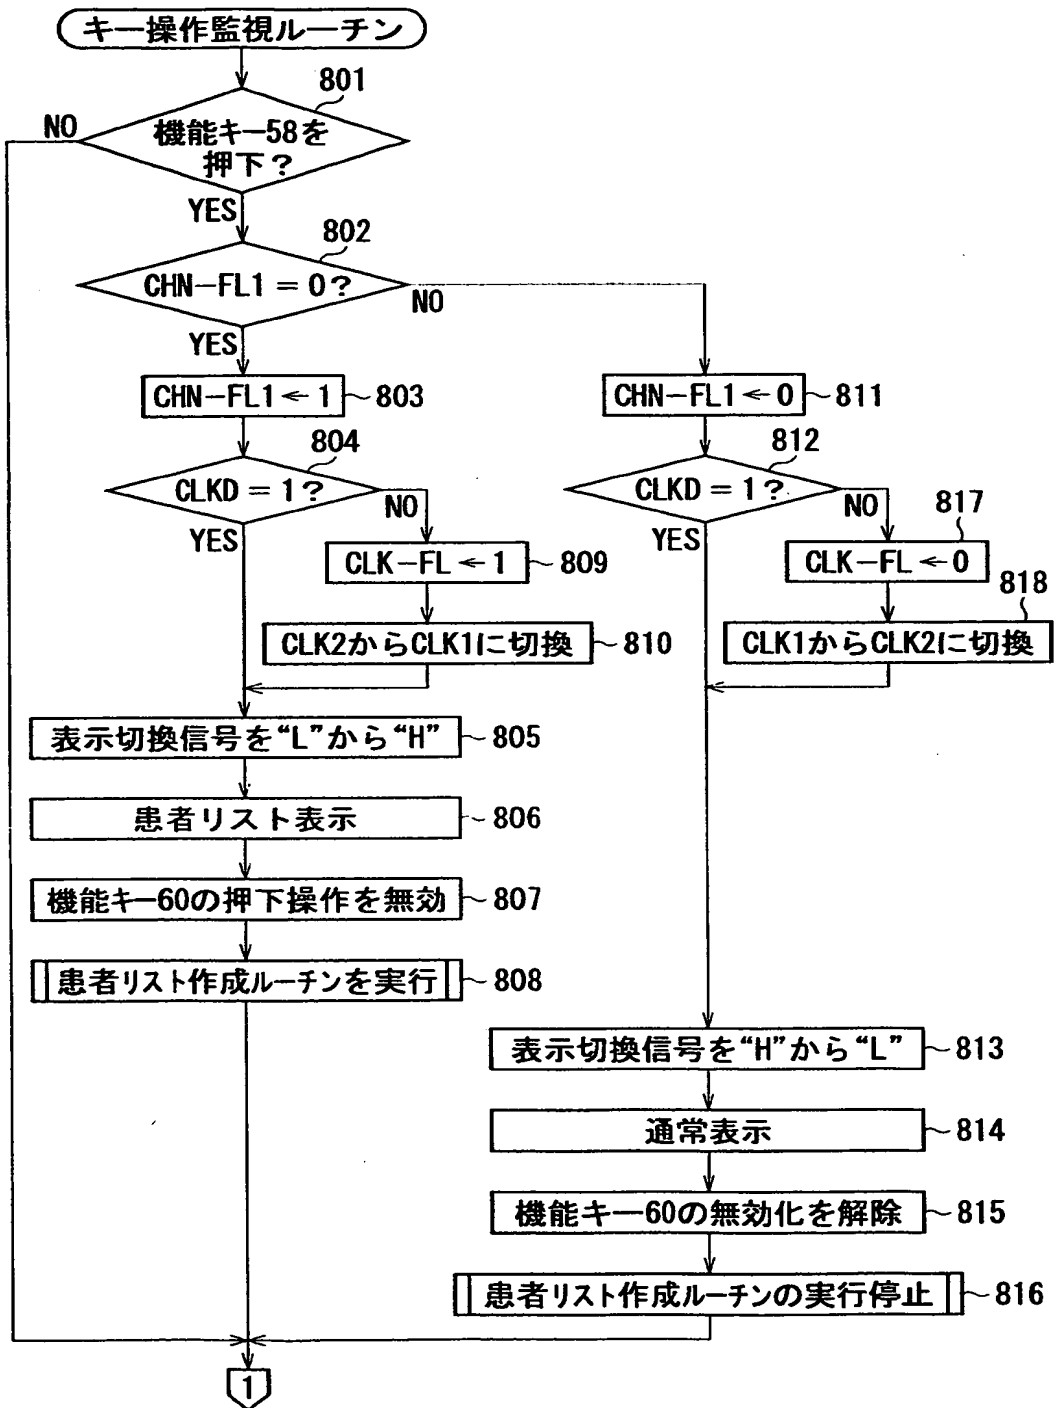 キー操作監視ルーチン
801
機能キー58を
押下？
NO
YES
802
CHN-FL1 = 0？
NO
YES
CHN-FL1 ← 1
803
CHN-FL1 ← 0
811
804
CLKD = 1？
NO
YES
812
CLKD = 1？
NO
YES
CLK-FL ← 1
809
817
CLK-FL ← 0
CLK2からCLK1に切換
810
818
CLK1からCLK2に切換
表示切換信号を“L”から“H”
805
患者リスト表示
806
機能キー60の押下操作を無効
807
患者リスト作成ルーチンを実行
808
表示切換信号を“H”から“L”
813
通常表示
814
機能キー60の無効化を解除
815
患者リスト作成ルーチンの実行停止
816
1